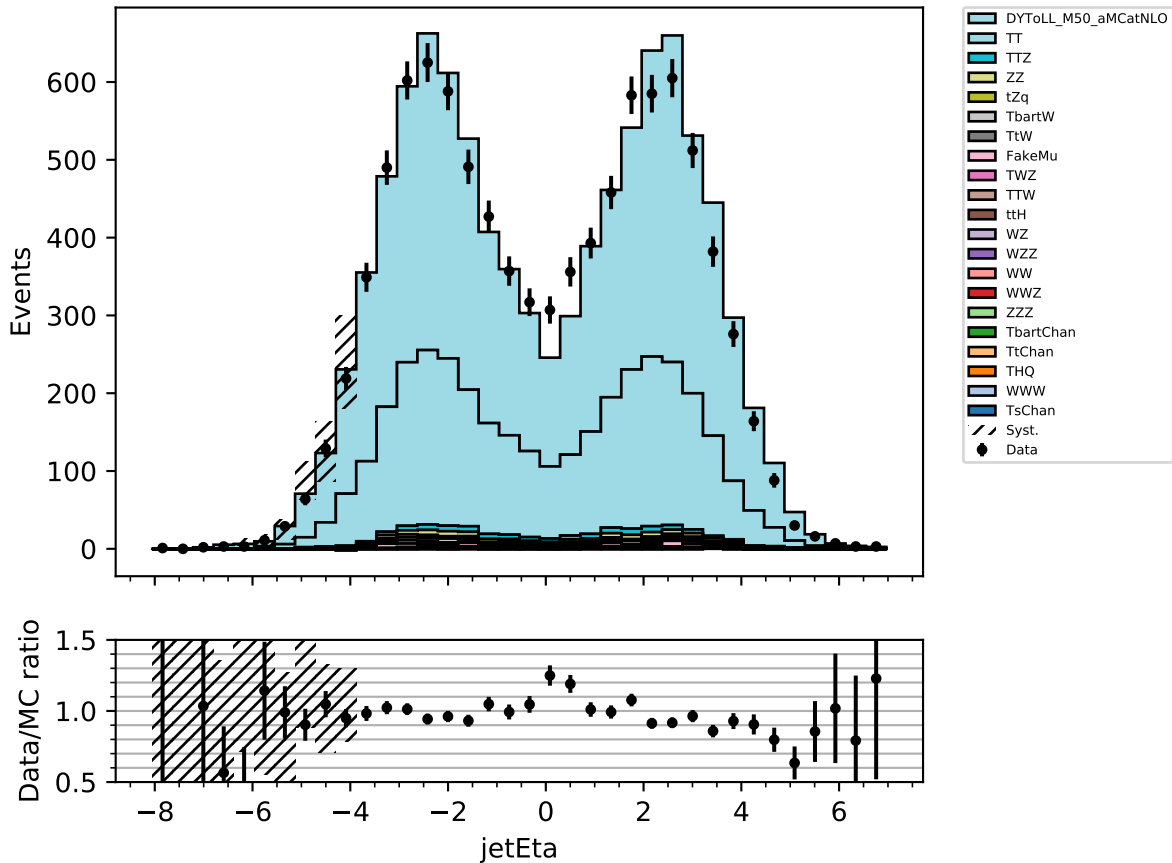 Events
600
500
400
300
200
100
0
DYToLL_M50_aMCatNLO
TT
TTZ
ZZ
tZq
TbartW
TtW
FakeMu
TWZ
TTW
ttH
WZ
WZZ
WW
WWZ
ZZZ
TbartChan
TtChan
THQ
WWW
TsChan
Syst.
Data
Data/MC ratio
1.5
1.0
0.5
−8 −6 −4 −2 0 2 4 6
jetEta